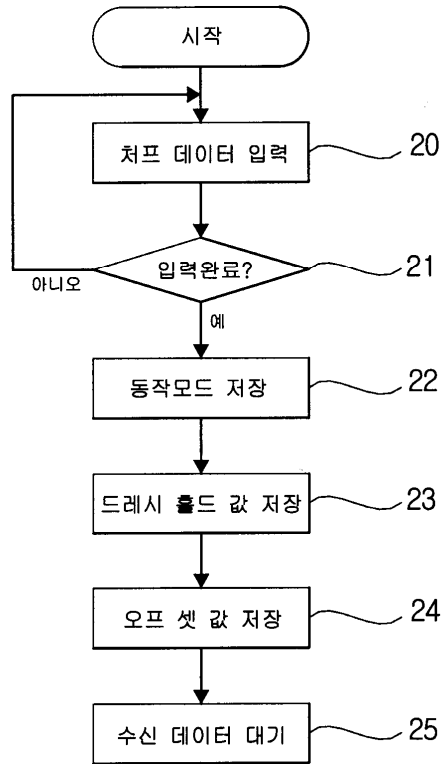 시작
처프 데이터 입력
20
입력완료?
21
아니오
예
동작모드 저장
22
드레시 홀드 값 저장
23
오프 셋 값 저장
24
수신 데이터 대기
25